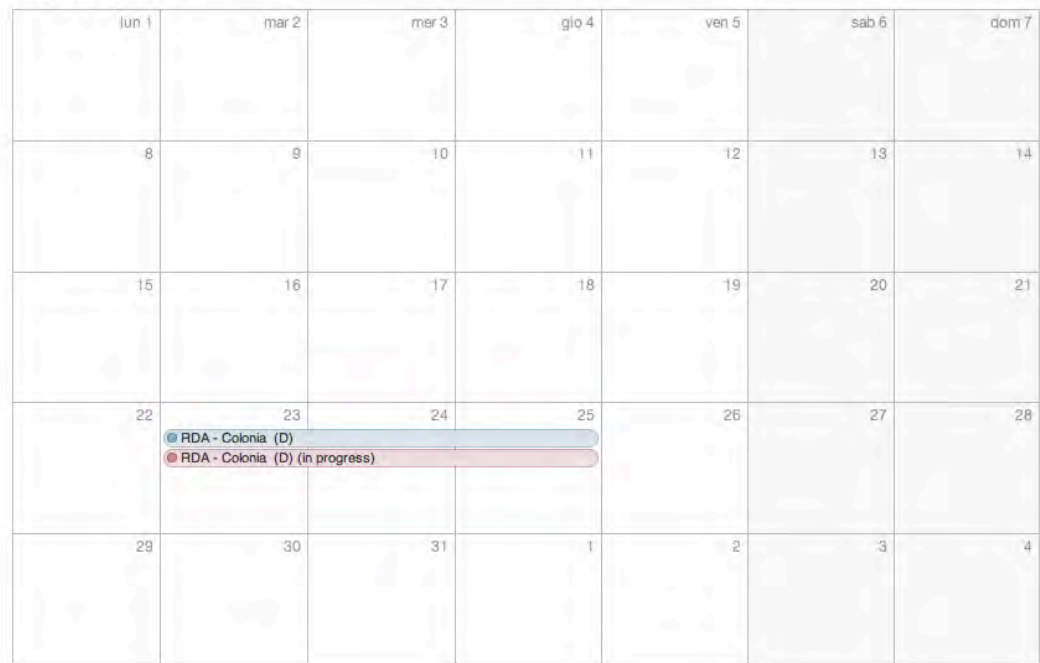 lun 1 mar 2 mer 3 gio 4 ven 5 sab 6 dom 7
8 9 10 11 12 13 14
15 16 17 18 19 20 21
22 23 24 25 26 27 28
RDA - Colonia (D)
RDA - Colonia (D) (in progress)
29 30 31 1 2 3 4